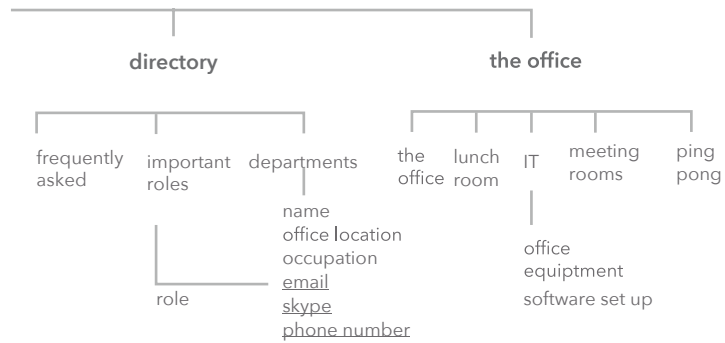 directory
the office
frequently
asked
important
roles
departments
the
office
lunch
room
IT
meeting
rooms
ping
pong
name
office location
occupation
email
skype
phone number
role
office
equiptment
software set up